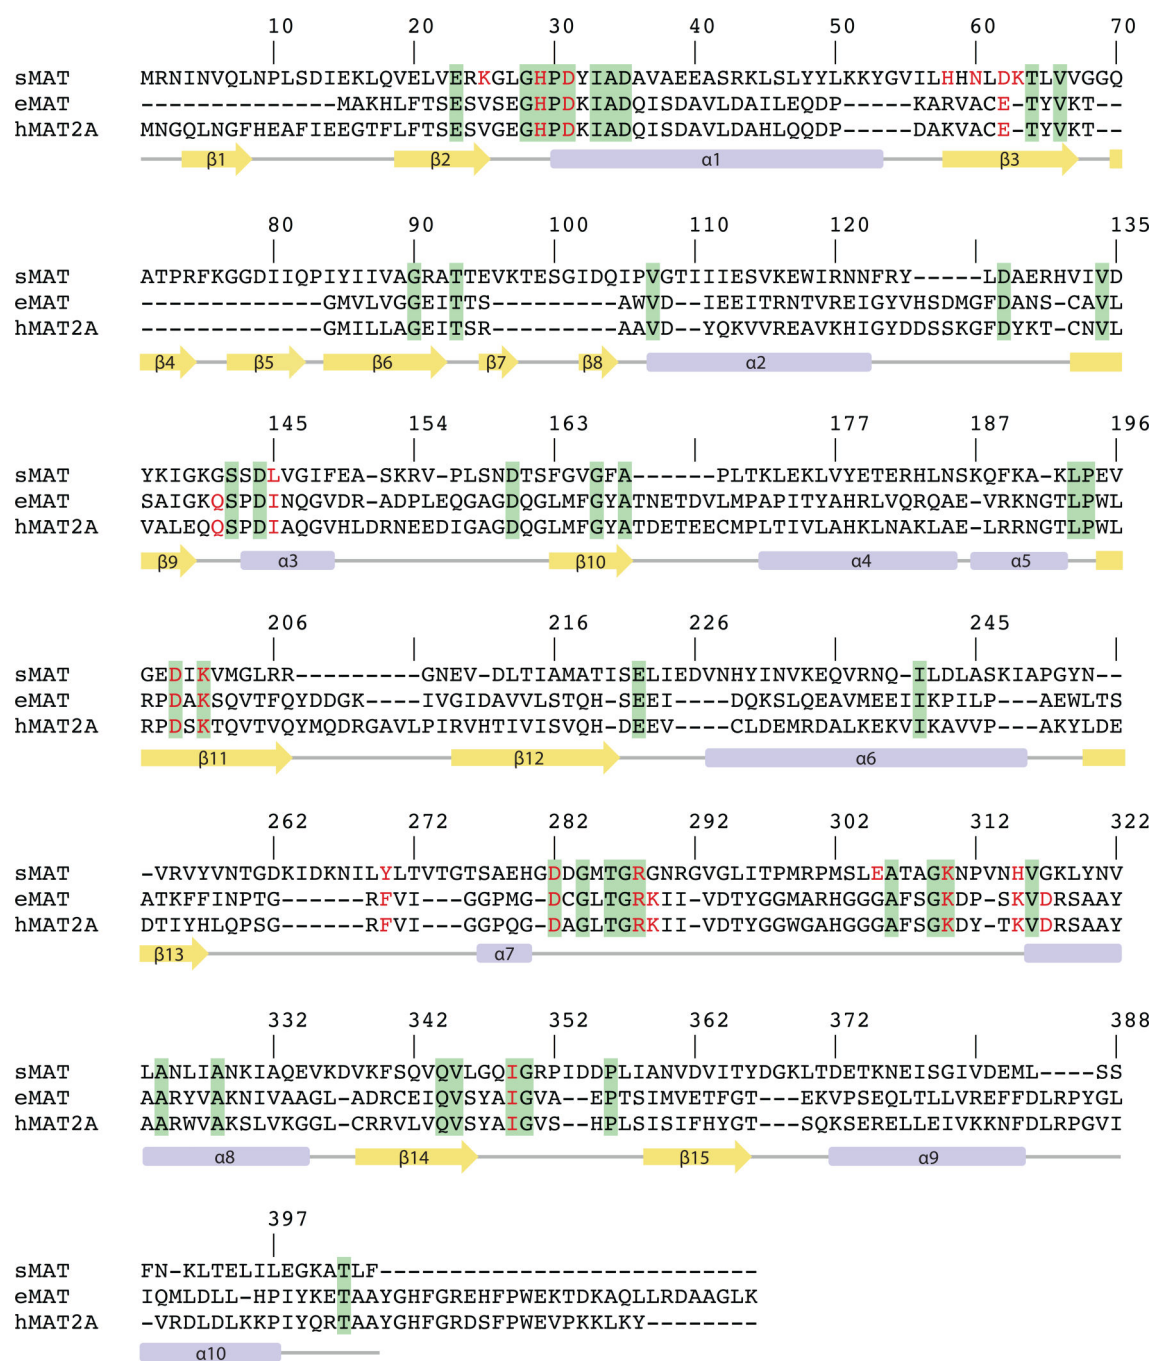 10 20 30 40 50 60 70
sMAT MRNINVQLNPLSDIEKLQVELVERKGLGHPDYIADAVAEEASRKLSLYYLKKYGVILHHNLDKTLVVGGQ
eMAT --------------MAKHLFTSESVSEGHPDKIADQISDAVLDAILEQDP-----KARVACE-TYVKT--
hMAT2A MNGQLNGFHEAFIEEGTFLFTSESVGEGHPDKIADQISDAVLDAHLQQDP-----DAKVACE-TYVKT--
β1 β2 α1 β3
80 90 100 110 120 135
sMAT ATPRFKGGDIIQPIYIIVAGRATTEVKTESGIDQIPVGTIIIESVKEWIRNNFRY-----LDAERHVIVD
eMAT -------------GMVLVGGEITTS---------AWVD--IEEITRNTVREIGYVHSDMGFDANS-CAVL
hMAT2A -------------GMILLAGEITSR---------AAVD--YQKVVREAVKHIGYDDSSKGFDYKT-CNVL
β4 β5 β6 β7 β8 α2
145 154 163 177 187 196
sMAT YKIGKGSSDLVGIFEA-SKRV-PLSNDTSFGVGFA------PLTKLEKLVYETERHLNSKQFKA-KLPEV
eMAT SAIGKQSPDINQGVDR-ADPLEQGAGDQGLMFGYATNETDVLMPAPITYAHRLVQRQAE-VRKNGTLPWL
hMAT2A VALEQQSPDIAQGVHLDRNEEDIGAGDQGLMFGYATDETEECMPLTIVLAHKLNAKLAE-LRRNGTLPWL
β9 α3 β10 α4 α5
206 216 226 245
sMAT GEDIKVMGLRR---------GNEV-DLTIAMATISELIEDVNHYINVKEQVRNQ-ILDLASKIAPGYN--
eMAT RPDAKSQVTFQYDDGK----IVGIDAVVLSTQH-SEEI----DQKSLQEAVMEEIIKPILP---AEWLTS
hMAT2A RPDSKTQVTVQYMQDRGAVLPIRVHTIVISVQH-DEEV----CLDEMRDALKEKVIKAVVP---AKYLDE
β11 β12 α6
262 272 282 292 302 312 322
sMAT -VRVYVNTGDKIDKNILYLTVTGTSAEHGDDGMTGRGNRGVGLITPMRPMSLEATAGKNPVNHVGKLYNV
eMAT ATKFFINPTG------RFVI---GGPMG-DCGLTGRKII-VDTYGGMARHGGGAFSGKDP-SKVDRSAAY
hMAT2A DTIYHLQPSG------RFVI---GGPQG-DAGLTGRKII-VDTYGGWGAHGGGAFSGKDY-TKVDRSAAY
β13 α7
332 342 352 362 372 388
sMAT LANLIANKIAQEVKDVKFSQVQVLGQIGRPIDDPLIANVDVITYDGKLTDETKNEISGIVDEML----SS
eMAT AARYVAKNIVAAGL-ADRCEIQVSYAIGVA--EPTSIMVETFGT---EKVPSEQLTLLVREFFDLRPYGL
hMAT2A AARWVAKSLVKGGL-CRRVLVQVSYAIGVS--HPLSISIFHYGT---SQKSERELLEIVKKNFDLRPGVI
α8 β14 β15 α9
397
sMAT FN-KLTELILEGKATLF---------------------------
eMAT IQMLDLL-HPIYKETAAYGHFGREHFPWEKTDKAQLLRDAAGLK
hMAT2A -VRDLDLKKPIYQRTAAYGHFGRDSFPWEVPKKLKY--------
α10